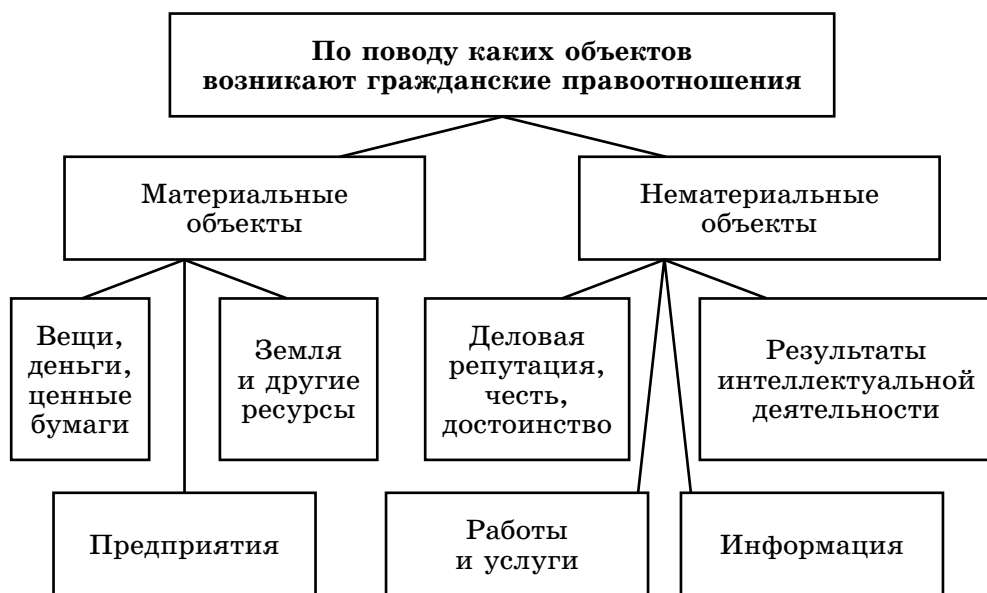 По поводу каких объектов
возникают гражданские правоотношения
Материальные
объекты
Нематериальные
объекты
Вещи,
деньги,
ценные
бумаги
Земля
и другие
ресурсы
Деловая
репутация,
честь,
достоинство
Результаты
интеллектуальной
деятельности
Предприятия
Работы
и услуги
Информация